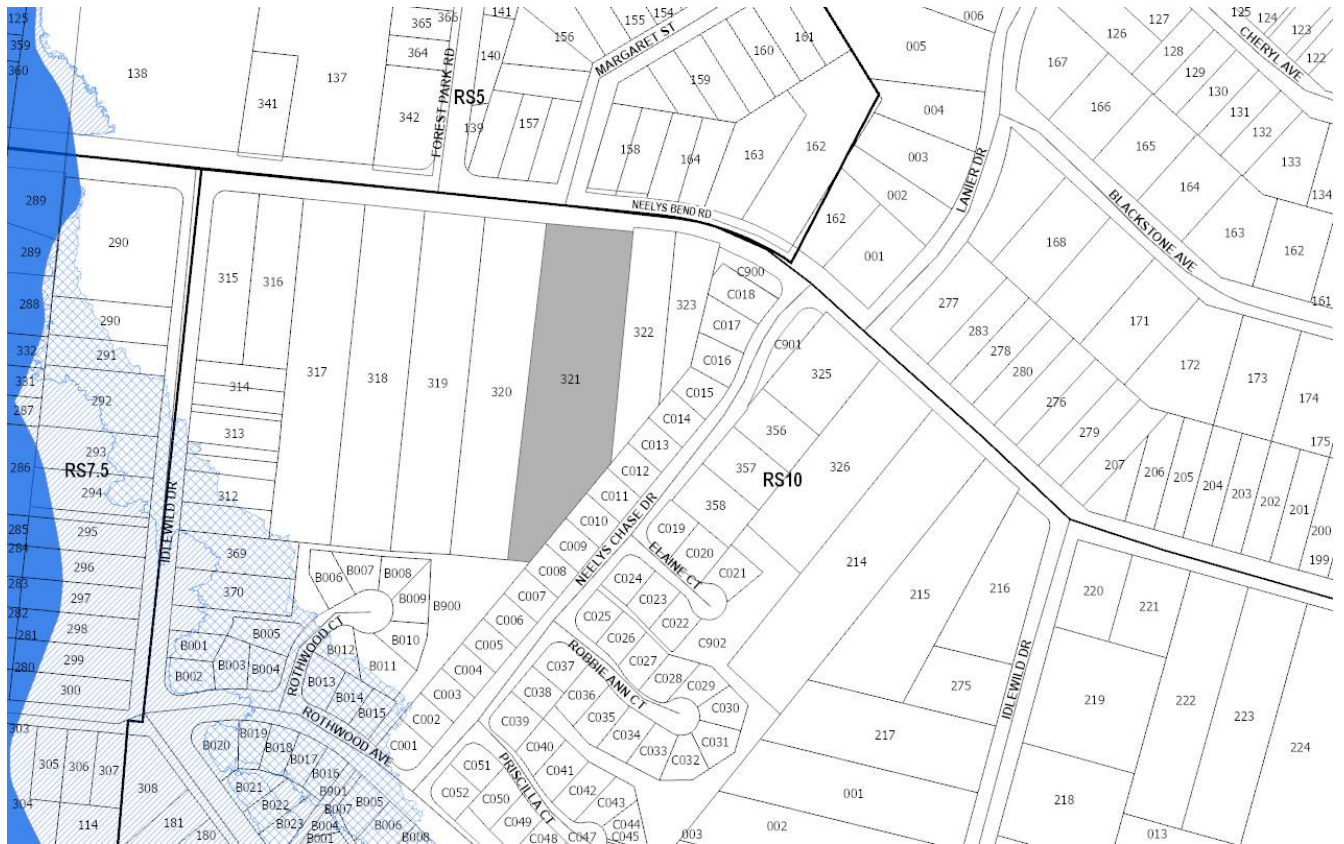 125
359
360
138
341
137
365
366
364
342
FOREST PARK RD
RS5
141
140
139
156
157
155
154
MARGARET ST
159
160
161
158
164
163
162
006
005
004
003
002
001
162
LANIER DR
167
126
127
128
129
130
131
132
133
134
125
124
123
122
CHERYL AVE
166
165
164
163
162
161
BLACKSTONE AVE
168
171
172
173
174
175
NEELYS BEND RD
289
289
288
332
331
287
286
285
284
283
282
281
280
290
290
291
292
293
RS7.5
294
295
296
297
298
299
300
IDLEWILD DR
315
316
314
313
312
369
370
317
318
319
320
321
322
323
C900
C018
C017
C016
C015
C014
C013
C012
C011
C010
C009
C008
C007
C006
C005
C004
C003
C002
C001
NEELYS CHASE DR
C901
325
356
357
358
326
RS10
C019
C020
C021
ELAINE CT
C024
C023
C022
C025
C026
C027
C028
C029
C030
C031
C032
C033
C034
C035
C036
C037
C038
C039
C902
ROBBIE ANN CT
C040
C041
C042
C043
C044
C045
C047
C048
C049
C050
C051
C052
PRISCILLA CT
277
283
278
280
276
279
207
206
205
204
203
202
201
200
199
214
215
216
275
217
001
002
003
IDLEWILD DR
220
221
219
218
222
223
224
013
B006
B007
B008
B009
B010
B900
B011
B012
B013
B014
B015
ROTHWOOD CT
B005
B001
B002
B003
B004
ROTHWOOD AVE
B020
B019
B018
B017
B016
B901
B021
B022
B023
B007
B004
B001
B005
B006
B008
303
304
305
306
307
308
114
181
180